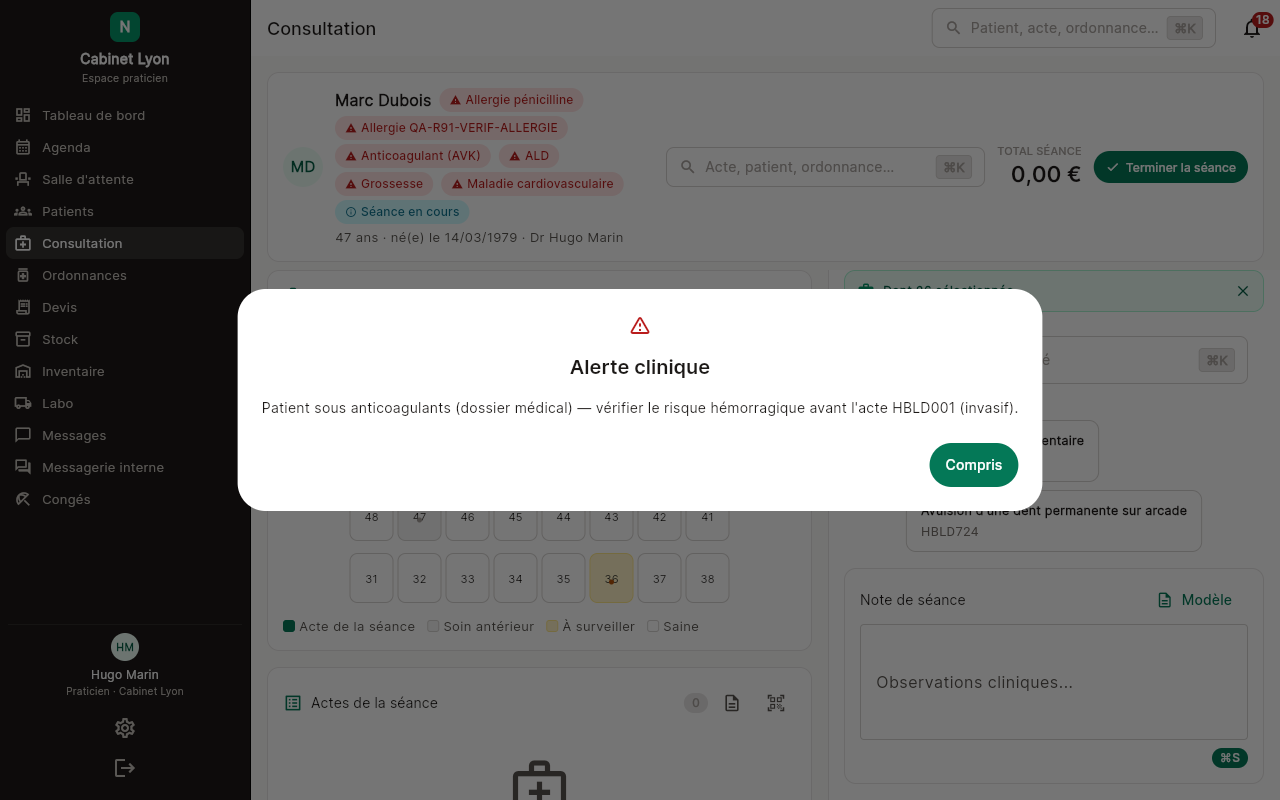 N
Cabinet Lyon
Espace praticien
Tableau de bord
Agenda
Salle d'attente
Patients
Consultation
Ordonnances
Devis
Stock
Inventaire
Labo
Messages
Messagerie interne
Congés
HM
Hugo Marin
Praticien · Cabinet Lyon
Consultation
Patient, acte, ordonnance... ⌘K
18
MD
Marc Dubois
Allergie pénicilline
Allergie QA-R91-VERIF-ALLERGIE
Anticoagulant (AVK)
ALD
Grossesse
Maladie cardiovasculaire
Séance en cours
47 ans · né(e) le 14/03/1979 · Dr Hugo Marin
Acte, patient, ordonnance... ⌘K
TOTAL SÉANCE
0,00 €
Terminer la séance
Alerte clinique
Patient sous anticoagulants (dossier médical) — vérifier le risque hémorragique avant l'acte HBLD001 (invasif).
Compris
⌘K
48 47 46 45 44 43 42 41
31 32 33 34 35 36 37 38
Acte de la séance
Soin antérieur
À surveiller
Saine
Actes de la séance
0
Avulsion d'une dent permanente sur arcade
HBLD724
Note de séance
Modèle
Observations cliniques...
⌘S